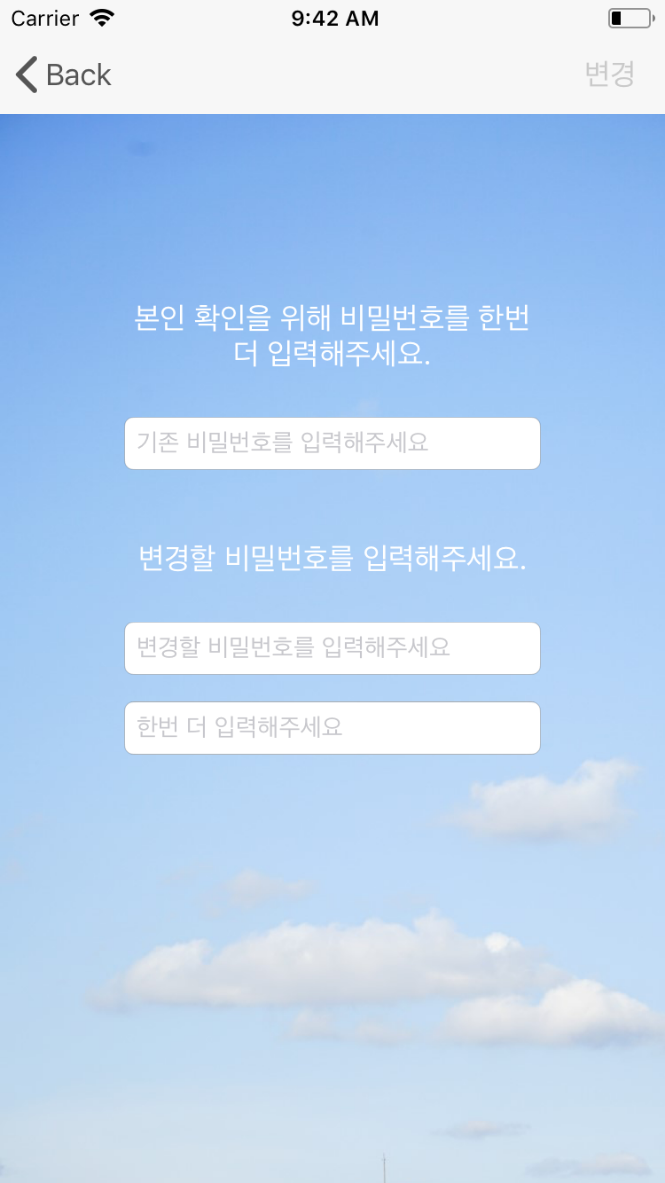 Carrier 9:42 AM
Back 변경
본인 확인을 위해 비밀번호를 한번
더 입력해주세요.
기존 비밀번호를 입력해주세요
변경할 비밀번호를 입력해주세요.
변경할 비밀번호를 입력해주세요
한번 더 입력해주세요